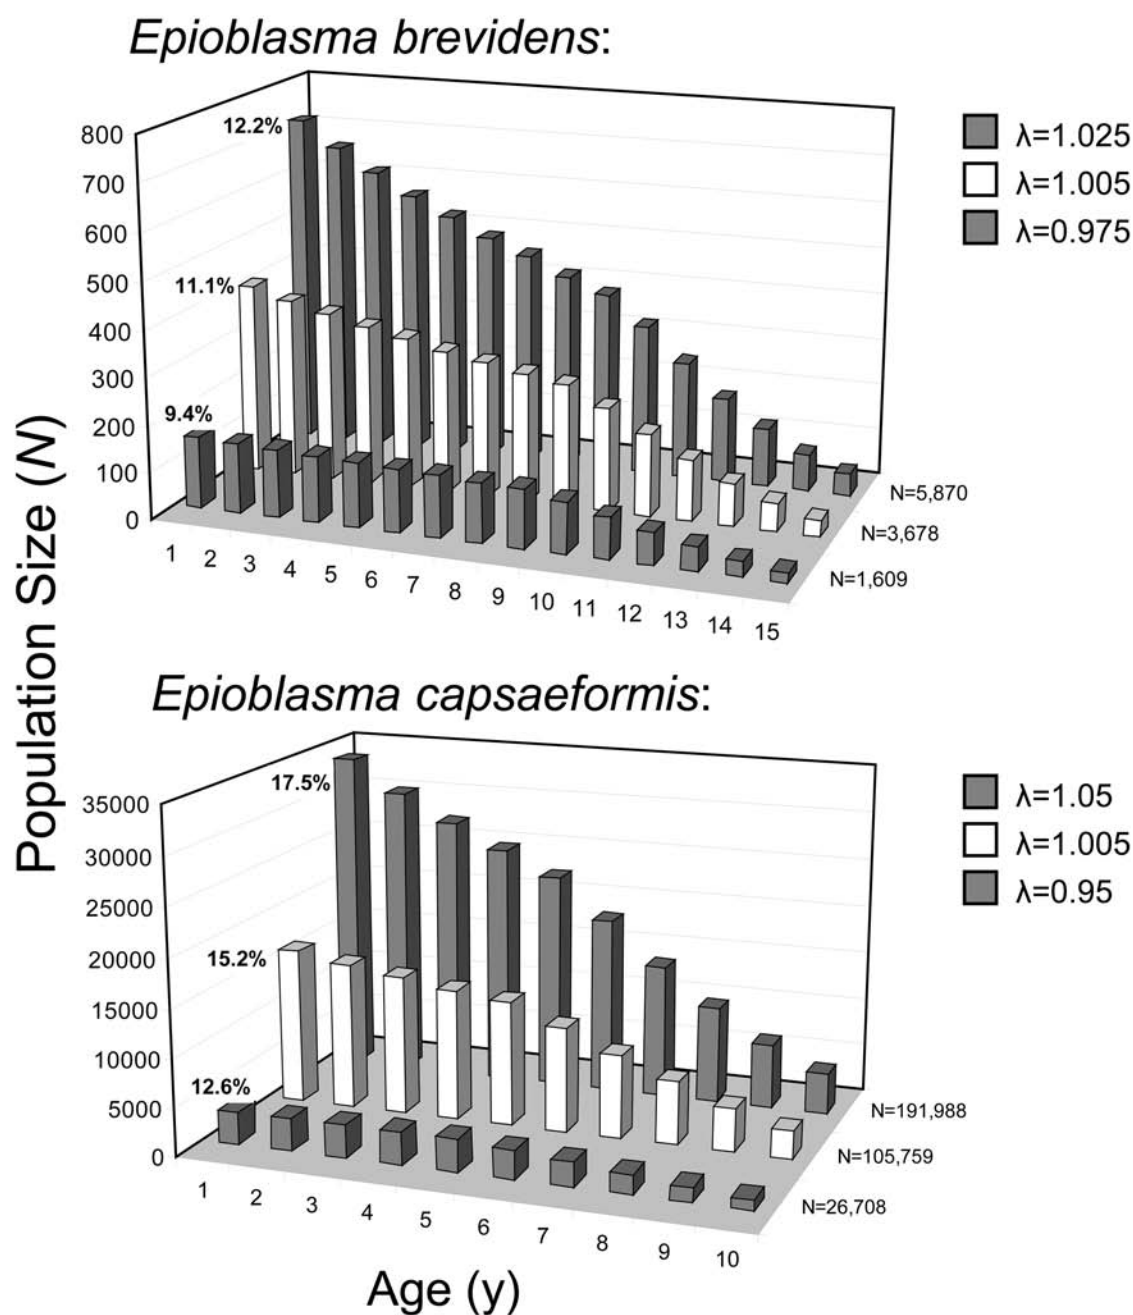 Epioblasma brevidens:
12.2%
11.1%
9.4%
800
700
600
500
400
300
200
100
0
1 2 3 4 5 6 7 8 9 10 11 12 13 14 15
N=5,870
N=3,678
N=1,609
λ=1.025
λ=1.005
λ=0.975
Population Size (N)
Epioblasma capsaeformis:
17.5%
15.2%
12.6%
35000
30000
25000
20000
15000
10000
5000
0
1 2 3 4 5 6 7 8 9 10
N=191,988
N=105,759
N=26,708
λ=1.05
λ=1.005
λ=0.95
Age (y)